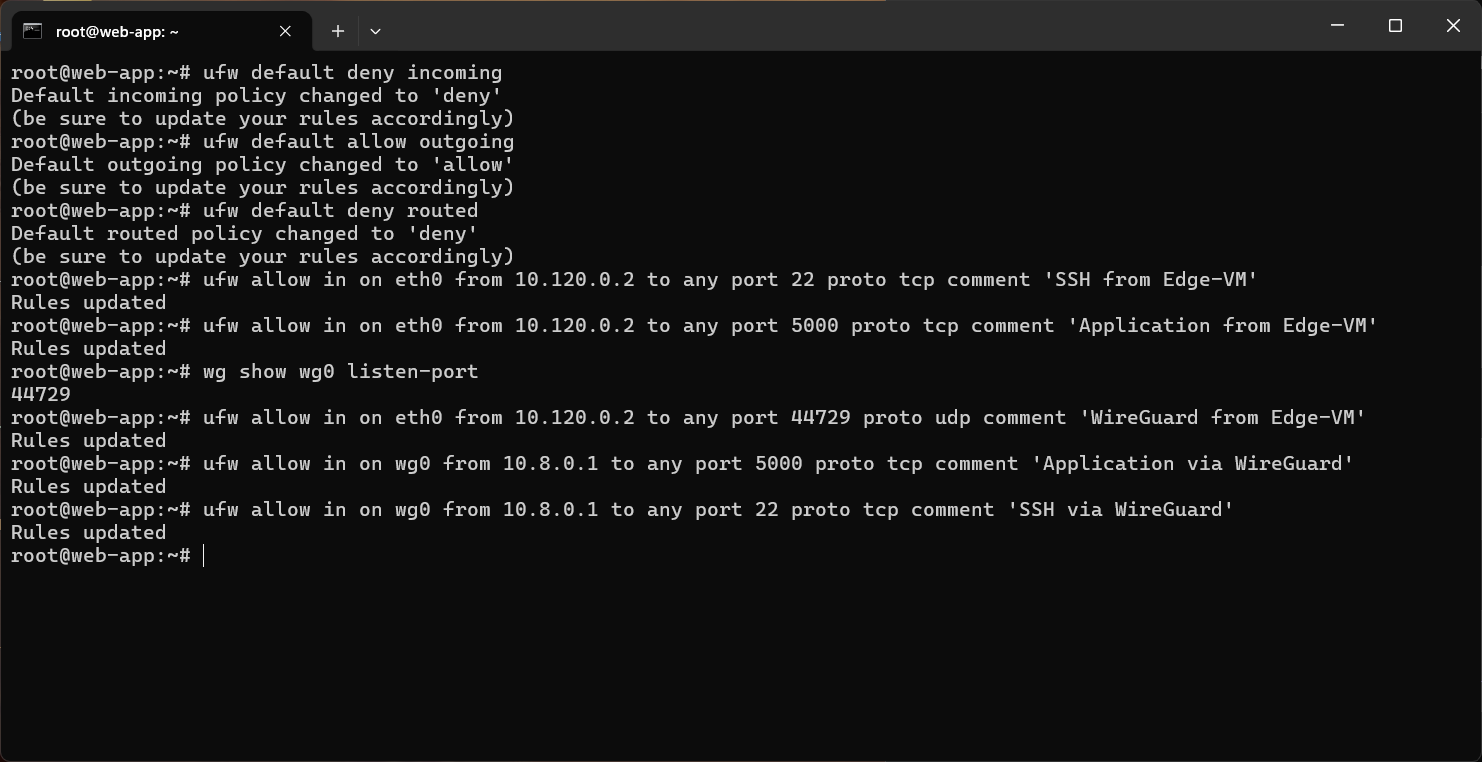 root@web-app: ~
root@web-app:~# ufw default deny incoming
Default incoming policy changed to 'deny'
(be sure to update your rules accordingly)
root@web-app:~# ufw default allow outgoing
Default outgoing policy changed to 'allow'
(be sure to update your rules accordingly)
root@web-app:~# ufw default deny routed
Default routed policy changed to 'deny'
(be sure to update your rules accordingly)
root@web-app:~# ufw allow in on eth0 from 10.120.0.2 to any port 22 proto tcp comment 'SSH from Edge-VM'
Rules updated
root@web-app:~# ufw allow in on eth0 from 10.120.0.2 to any port 5000 proto tcp comment 'Application from Edge-VM'
Rules updated
root@web-app:~# wg show wg0 listen-port
44729
root@web-app:~# ufw allow in on eth0 from 10.120.0.2 to any port 44729 proto udp comment 'WireGuard from Edge-VM'
Rules updated
root@web-app:~# ufw allow in on wg0 from 10.8.0.1 to any port 5000 proto tcp comment 'Application via WireGuard'
Rules updated
root@web-app:~# ufw allow in on wg0 from 10.8.0.1 to any port 22 proto tcp comment 'SSH via WireGuard'
Rules updated
root@web-app:~#